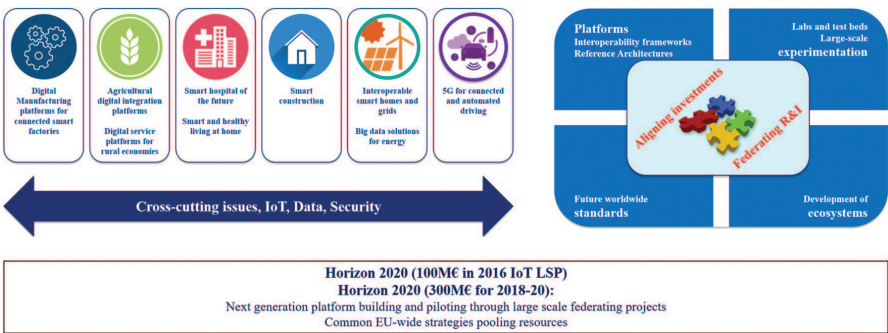 Digital
Manufacturing
platforms for
connected smart
factories
Agricultural
digital integration
platforms
Digital service
platforms for
rural economies
Smart hospital
of the future
Smart and healthy
living at home
Smart
construction
Interoperable
smart homes and
grids
Big data solutions
for energy
5G for connected
and automated
driving
Cross-cutting issues, IoT, Data, Security
Platforms
Interoperability frameworks
Reference Architectures
Labs and test beds
Large-scale
experimentation
Aligning investments
Federating R&I
Future worldwide
standards
Development of
ecosystems
Horizon 2020 (100M€ in 2016 IoT LSP)
Horizon 2020 (300M€ for 2018-20):
Next generation platform building and piloting through large scale federating projects
Common EU-wide strategies pooling resources